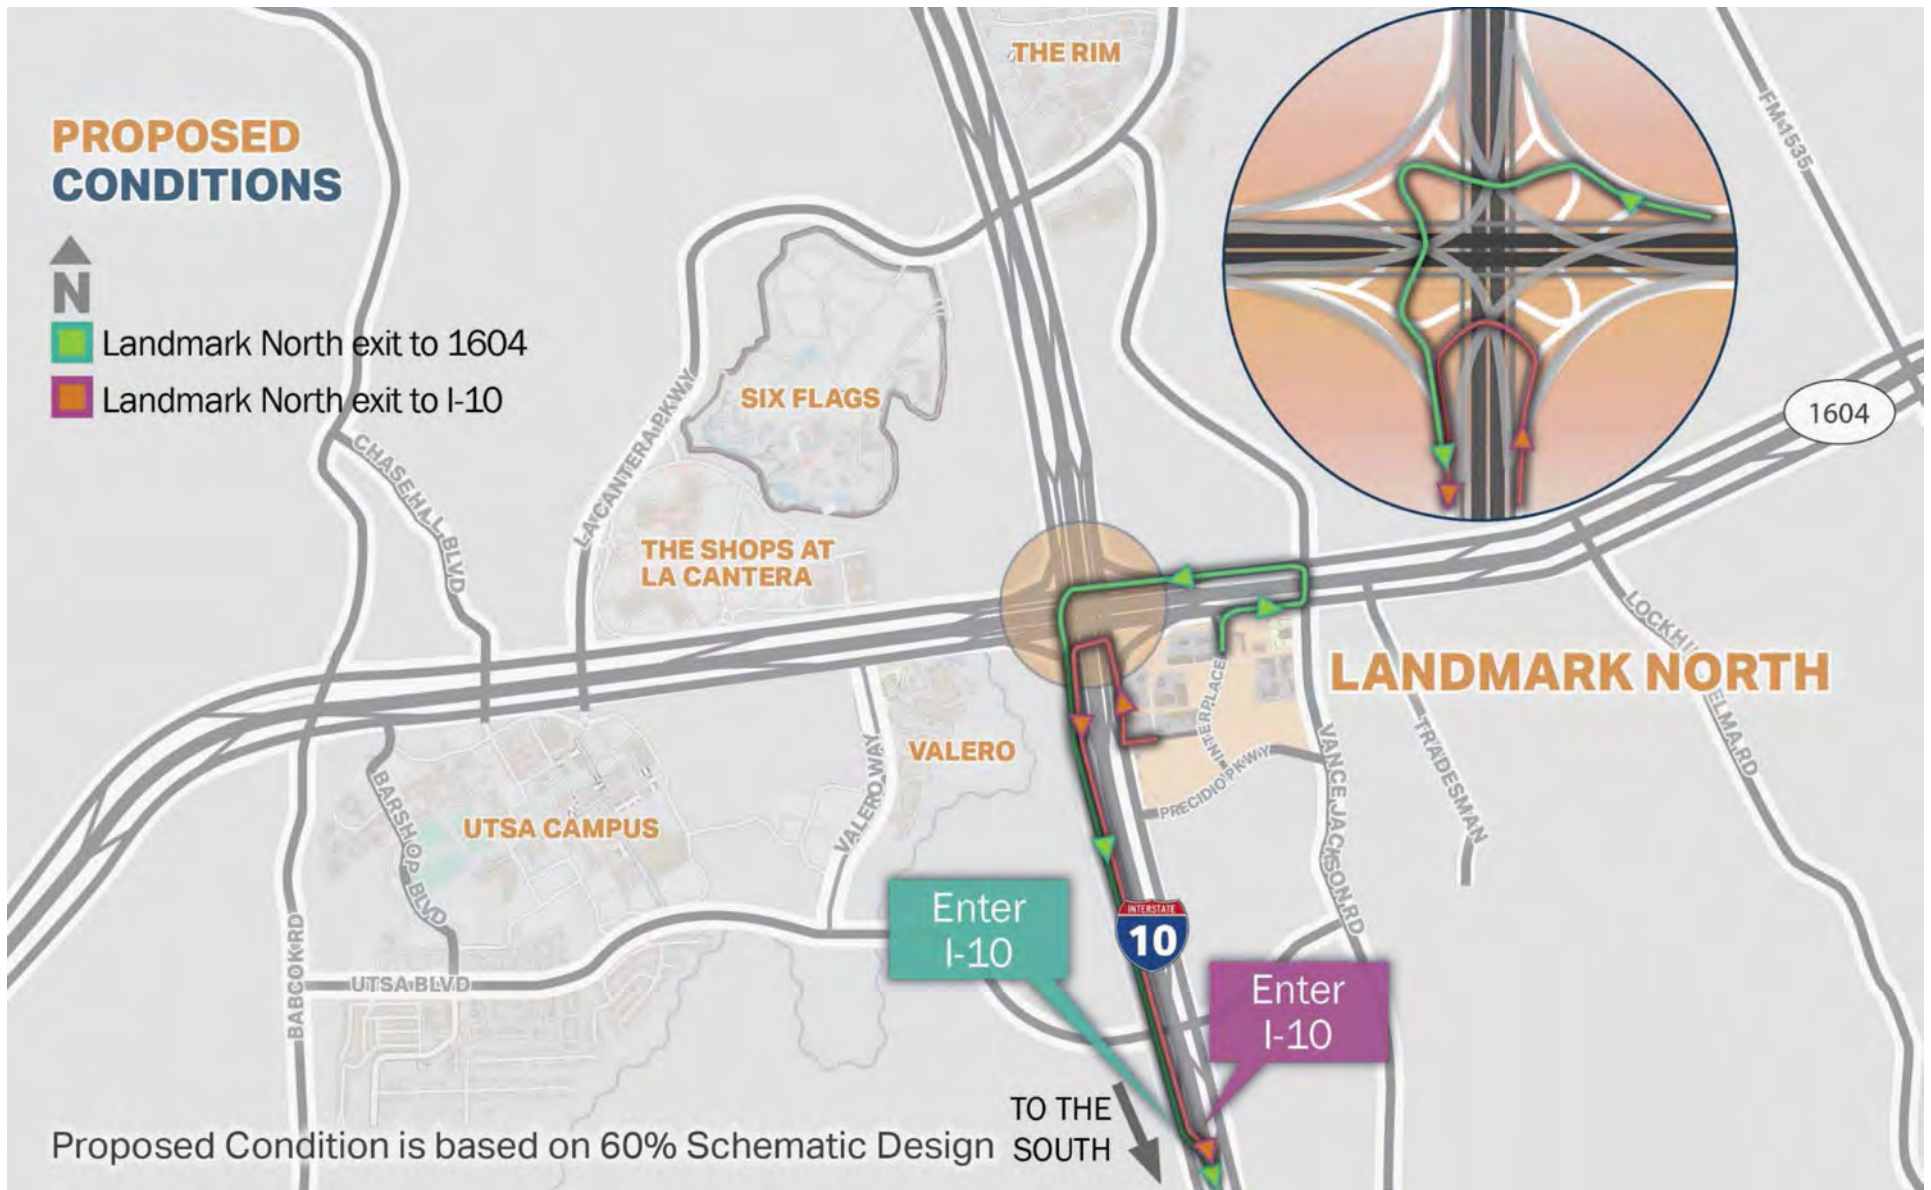 THE RIM
FM 1535
PROPOSED
CONDITIONS
N
Landmark North exit to 1604
Landmark North exit to I-10
SIX FLAGS
1604
LA CANTERA PKWY
CHASE HILL BLVD
THE SHOPS AT
LA CANTERA
LOCKHI
ELMA RD
LANDMARK NORTH
INTERPLACE
VALERO
VALERO WAY
PRECIDIO PKWY
VANCE JACKSON RD
TRADESMAN
UTSA CAMPUS
BARSHOP BLVD
Enter
I-10
INTERSTATE
10
Enter
I-10
BABCOK RD
UTSA BLVD
TO THE
SOUTH
Proposed Condition is based on 60% Schematic Design